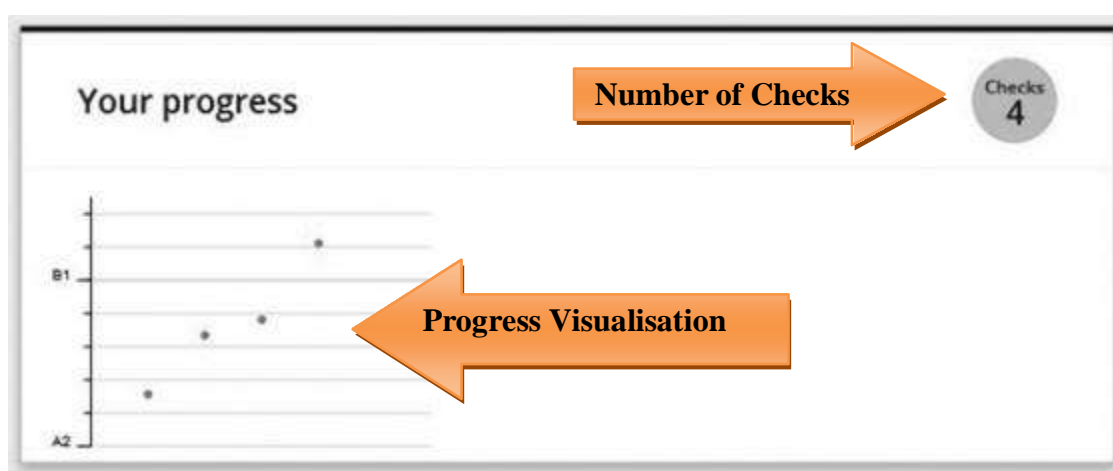 Your progress
Number of Checks
Checks
4
B1
Progress Visualisation
A2